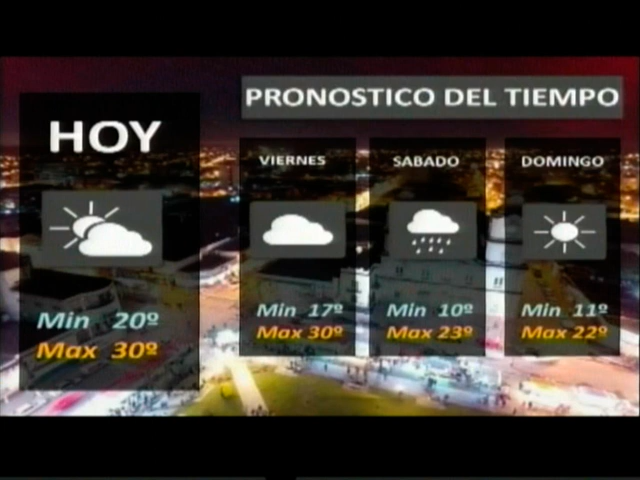 PRONOSTICO DEL TIEMPO
HOY
Min 20º
Max 30º
VIERNES
Min 17º
Max 30º
SABADO
Min 10º
Max 23º
DOMINGO
Min 11º
Max 22º